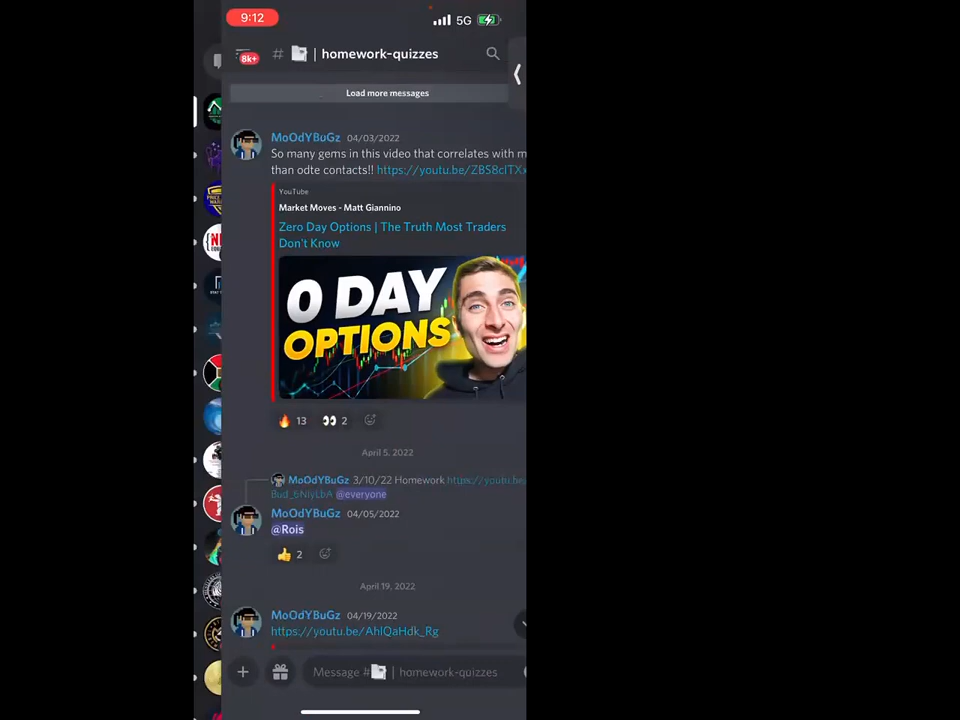 9:12
5G
8k+
# | homework-quizzes
Load more messages
MoOdYBuGz 04/03/2022
So many gems in this video that correlates with m
than odte contacts!! https://youtu.be/ZBS8cITXx
YouTube
Market Moves - Matt Giannino
Zero Day Options | The Truth Most Traders
Don't Know
0 DAY
OPTIONS
🔥 13 👀 2
April 5, 2022
MoOdYBuGz 3/10/22 Homework https://youtu.be/
Bud_6NIyLbA @everyone
MoOdYBuGz 04/05/2022
@Rois
👍 2
April 19, 2022
MoOdYBuGz 04/19/2022
https://youtu.be/AhlQaHdk_Rg
Message # | homework-quizzes